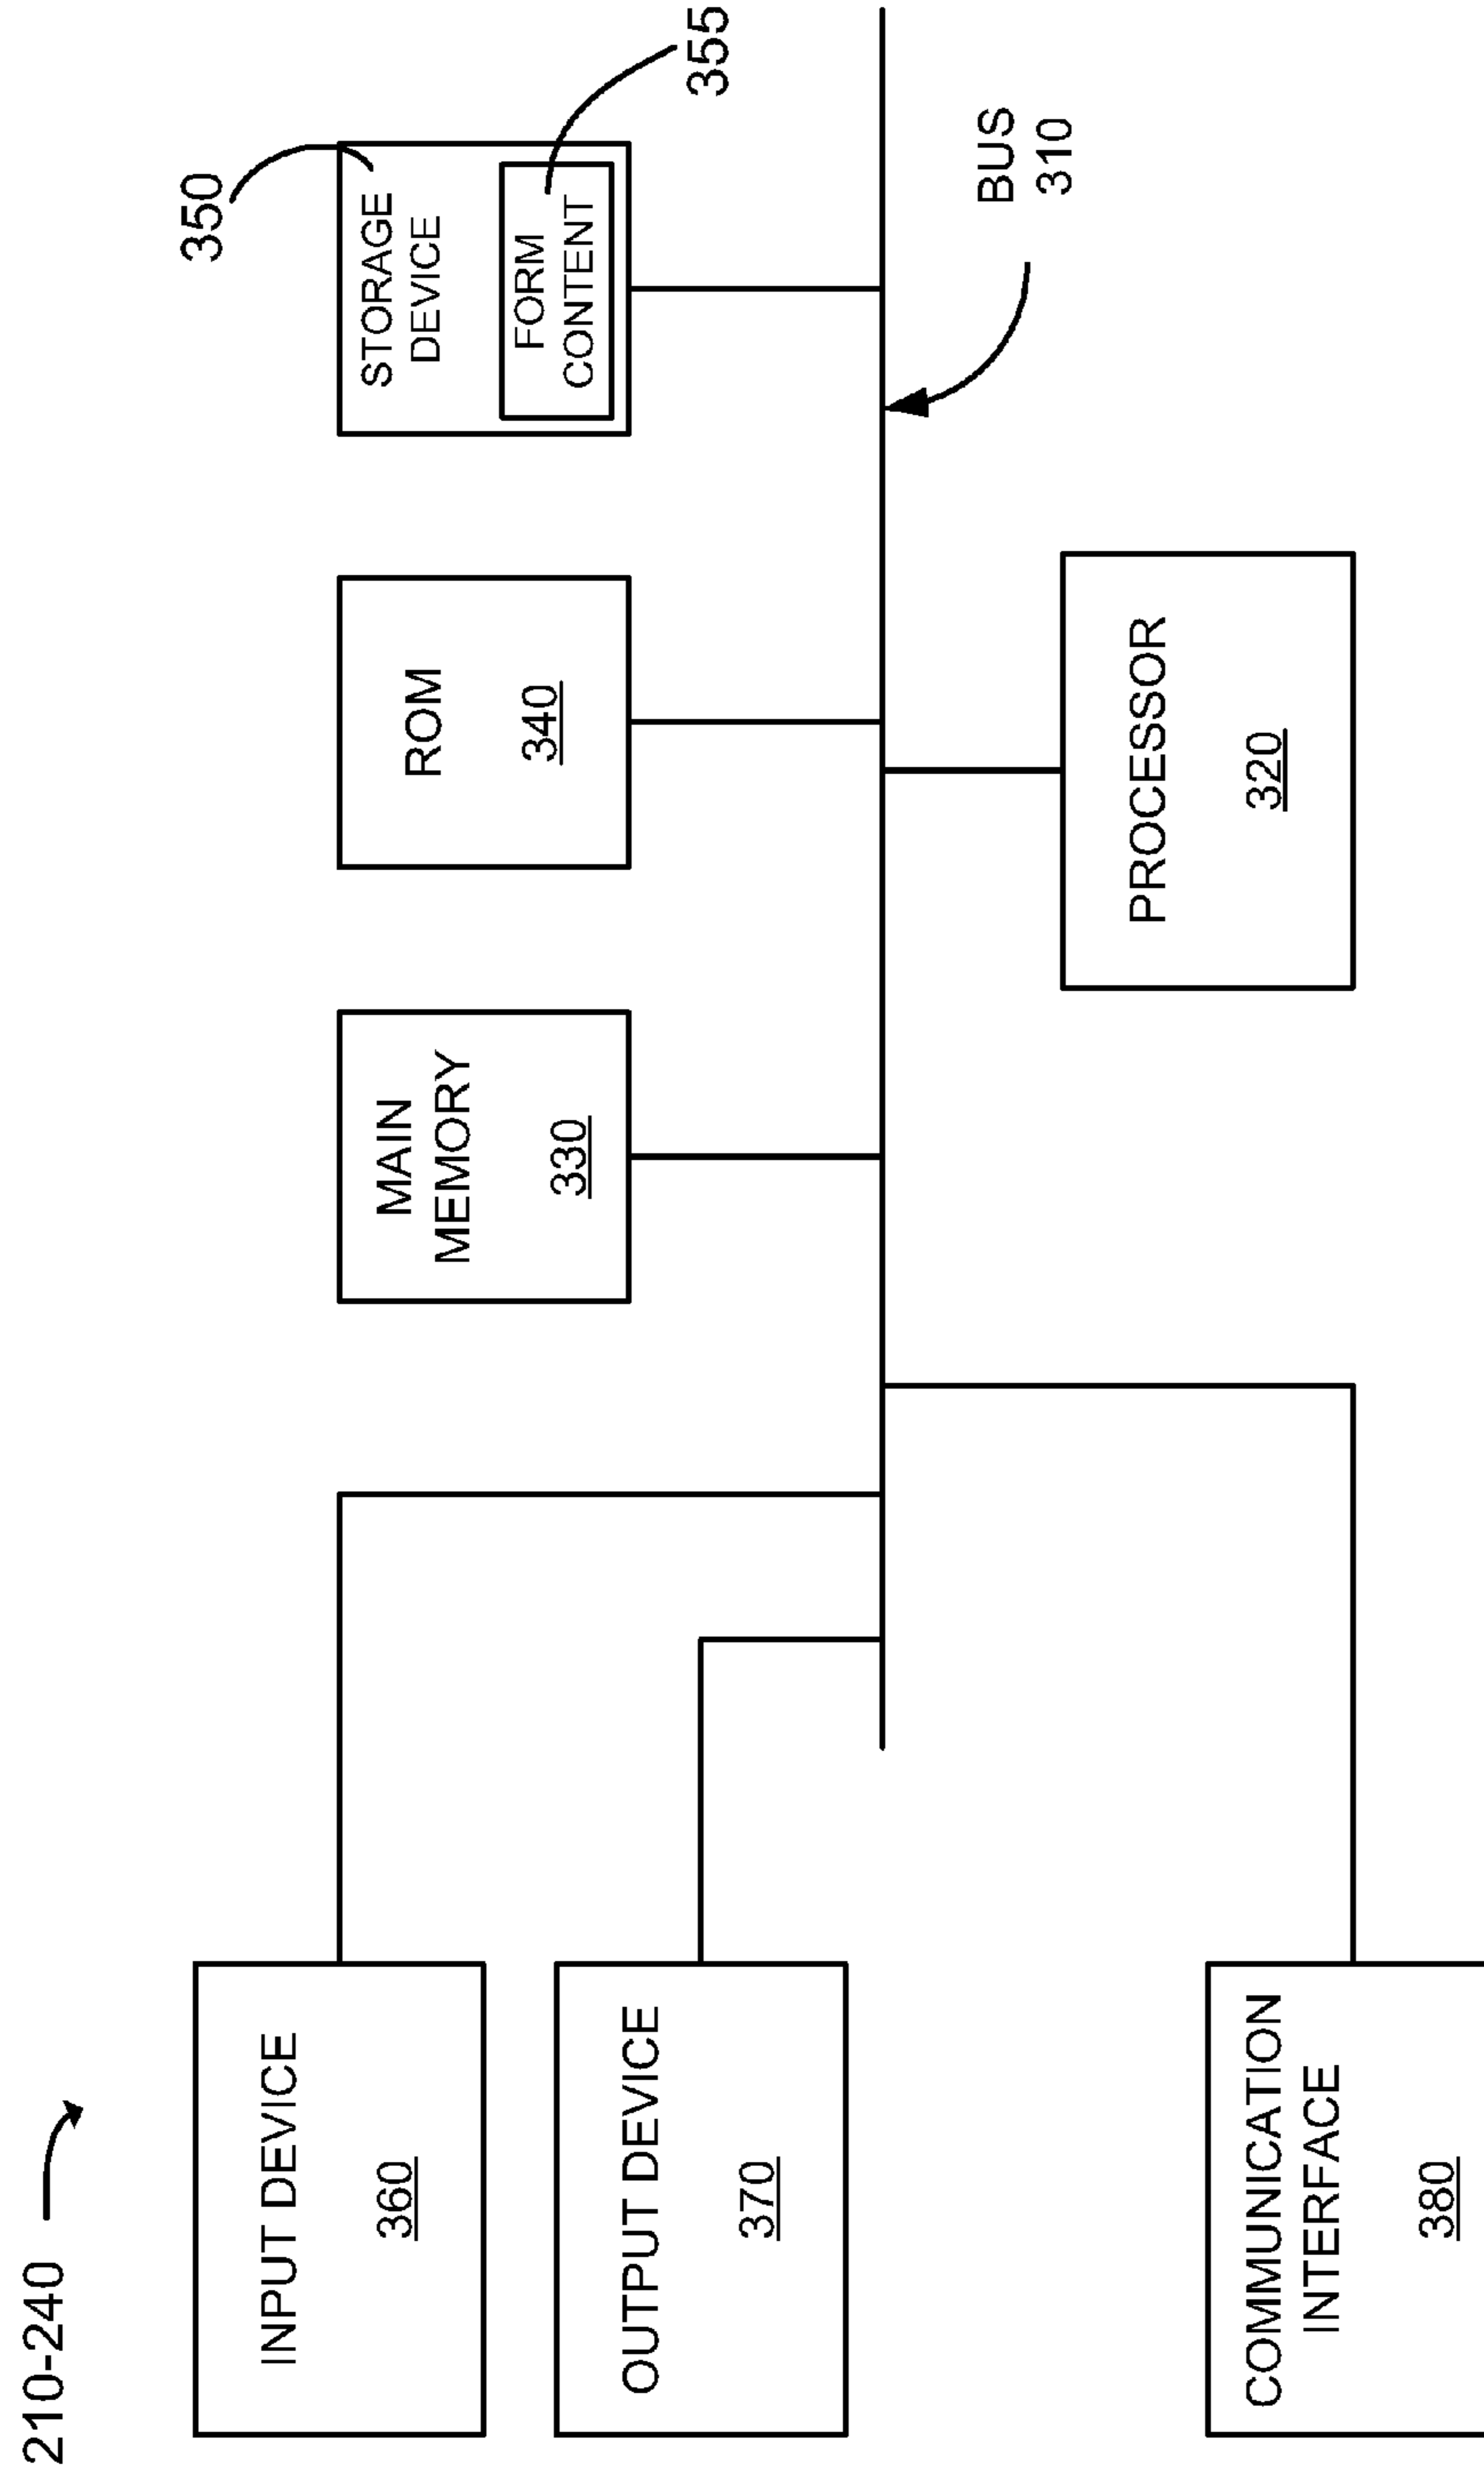 210-240
350
INPUT DEVICE
360
MAIN
MEMORY
330
ROM
340
STORAGE
DEVICE
FORM
CONTENT
355
OUTPUT DEVICE
370
BUS
310
COMMUNICATION
INTERFACE
380
PROCESSOR
320